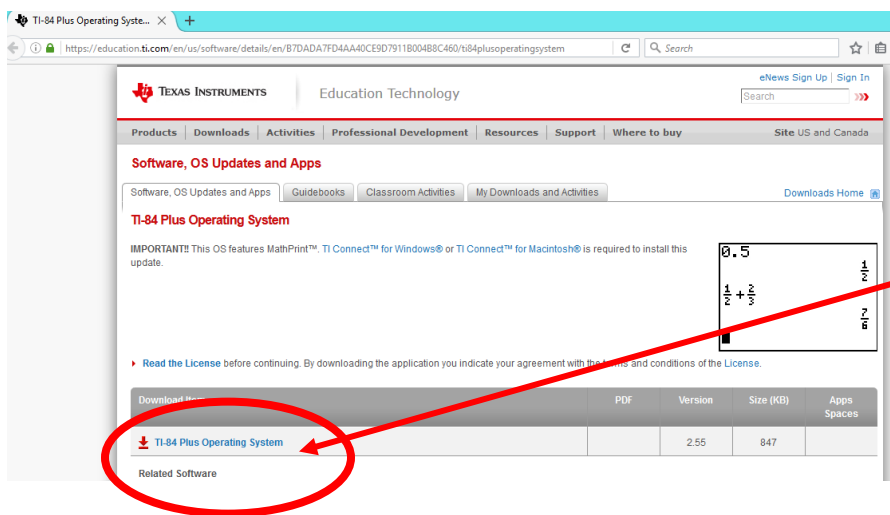 TI-84 Plus Operating Syste...
https://education.ti.com/en/us/software/details/en/B7DADA7FD4AA40CE9D7911B004B8C460/ti84plusoperatingsystem
Search
eNews Sign Up | Sign In
TEXAS INSTRUMENTS Education Technology
Search
Products | Downloads | Activities | Professional Development | Resources | Support | Where to buy Site US and Canada
Software, OS Updates and Apps
Software, OS Updates and Apps Guidebooks Classroom Activities My Downloads and Activities Downloads Home
TI-84 Plus Operating System
IMPORTANT!! This OS features MathPrint™. TI Connect™ for Windows® or TI Connect™ for Macintosh® is required to install this
update.
0.5
1/2
1/2+2/3
7/6
Read the License before continuing. By downloading the application you indicate your agreement with the terms and conditions of the License.
Download PDF Version Size (KB) Apps
Spaces
TI-84 Plus Operating System 2.55 847
Related Software